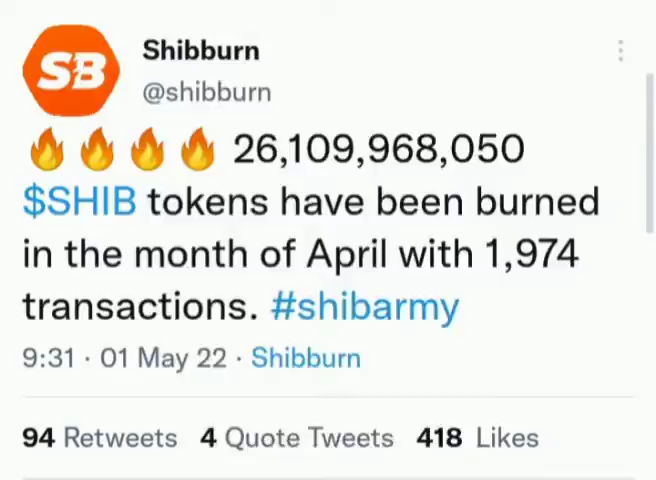 SB
Shibburn
@shibburn
🔥🔥🔥🔥 26,109,968,050
$SHIB tokens have been burned
in the month of April with 1,974
transactions. #shibarmy
9:31 · 01 May 22 · Shibburn
94 Retweets 4 Quote Tweets 418 Likes